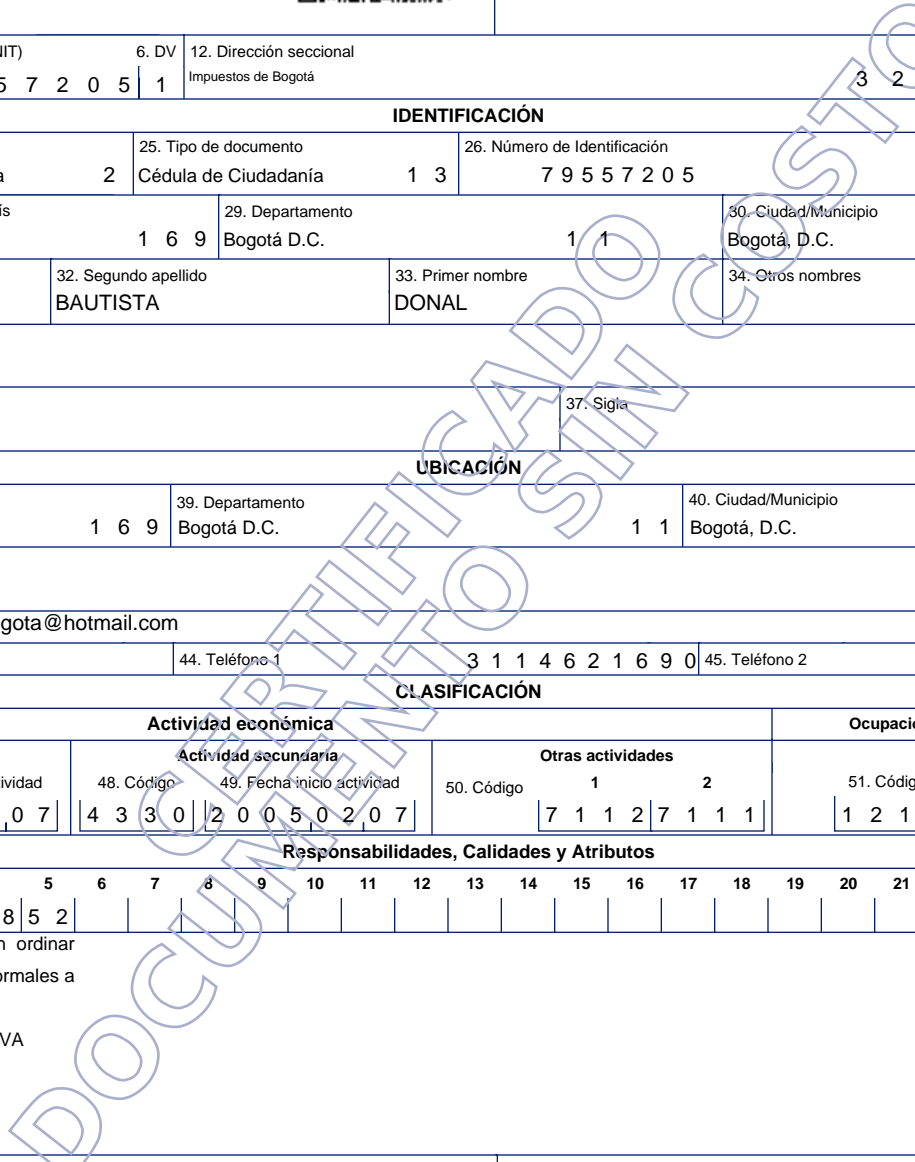 NIT)
6. DV
12. Dirección seccional
5 7 2 0 5 1
Impuestos de Bogotá
3 2
IDENTIFICACIÓN
25. Tipo de documento
26. Número de Identificación
a 2 Cédula de Ciudadanía 1 3 7 9 5 5 7 2 0 5
ís
29. Departamento
30. Ciudad/Municipio
1 6 9 Bogotá D.C. 1 1 Bogotá, D.C.
32. Segundo apellido
33. Primer nombre
34. Otros nombres
BAUTISTA DONAL
37. Sigla
UBICACIÓN
39. Departamento
40. Ciudad/Municipio
1 6 9 Bogotá D.C. 1 1 Bogotá, D.C.
gota@hotmail.com
44. Teléfono 1 3 1 1 4 6 2 1 6 9 0 45. Teléfono 2
CLASIFICACIÓN
Actividad económica Ocupació
Actividad secundaria Otras actividades
ividad 48. Código 49. Fecha inicio actividad 50. Código 1 2 51. Códig
0 7 4 3 3 0 2 0 0 5 0 2 0 7 7 1 1 2 7 1 1 1 1 2 1
Responsabilidades, Calidades y Atributos
5 6 7 8 9 10 11 12 13 14 15 16 17 18 19 20 21
8 5 2
n ordinar
ormales a
VA
CERTIFICADO
DOCUMENTO SIN COSTO